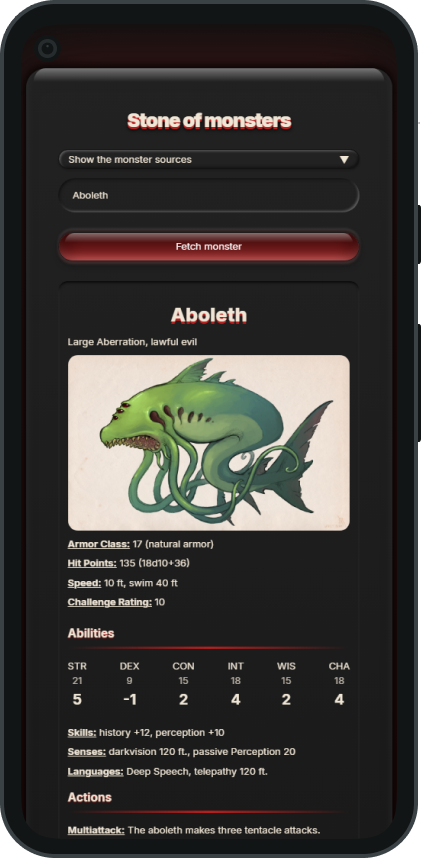 Stone of monsters
Show the monster sources
Aboleth
Fetch monster
Aboleth
Large Aberration, lawful evil
Armor Class: 17 (natural armor)
Hit Points: 135 (18d10+36)
Speed: 10 ft, swim 40 ft
Challenge Rating: 10
Abilities
STR DEX CON INT WIS CHA
21 9 15 18 15 18
5 -1 2 4 2 4
Skills: history +12, perception +10
Senses: darkvision 120 ft., passive Perception 20
Languages: Deep Speech, telepathy 120 ft.
Actions
Multiattack: The aboleth makes three tentacle attacks.